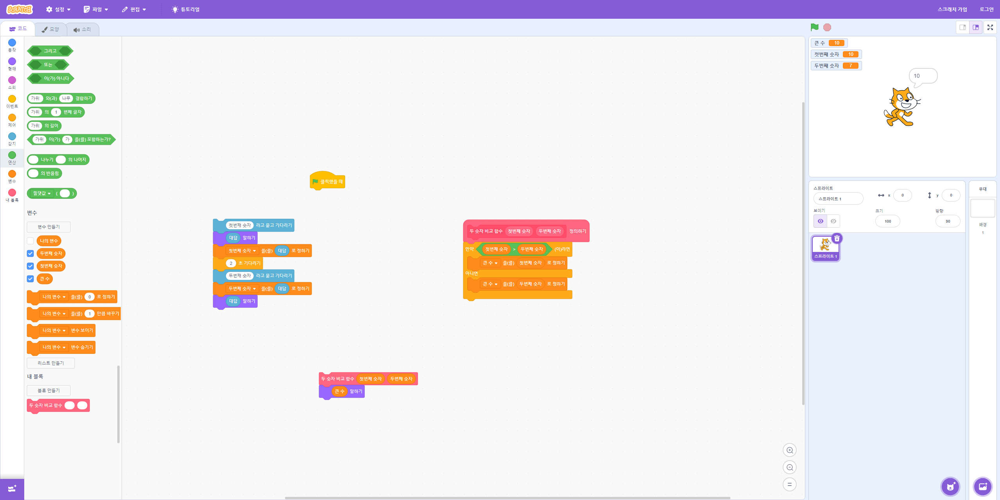 SCRATCH 설정 파일 편집 튜토리얼 스크래치 가입 로그인
코드 모양 소리
동작
형태
소리
이벤트
제어
감지
연산
변수
내 블록
그리고
또는
이(가) 아니다
가위 와(과) 나무 결합하기
가위 의 1 번째 글자
가위 의 길이
가위 이(가) 가 을(를) 포함하는가?
나누기 의 나머지
의 반올림
절댓값 ( )
변수
변수 만들기
나의 변수
두번째 숫자
첫번째 숫자
큰 수
나의 변수 을(를) 0 로 정하기
나의 변수 을(를) 1 만큼 바꾸기
나의 변수 변수 보이기
나의 변수 변수 숨기기
리스트 만들기
내 블록
블록 만들기
두 숫자 비교 함수
클릭했을 때
첫번째 숫자 라고 묻고 기다리기
대답 말하기
첫번째 숫자 을(를) 대답 로 정하기
2 초 기다리기
두번째 숫자 라고 묻고 기다리기
두번째 숫자 을(를) 대답 로 정하기
대답 말하기
두 숫자 비교 함수 첫번째 숫자 두번째 숫자 정의하기
만약 첫번째 숫자 > 두번째 숫자 (이)라면
큰 수 을(를) 첫번째 숫자 로 정하기
아니면
큰 수 을(를) 두번째 숫자 로 정하기
두 숫자 비교 함수 첫번째 숫자 두번째 숫자
큰 수 말하기
큰 수 10
첫번째 숫자 10
두번째 숫자 7
10
스프라이트
스프라이트 1 x 0 y 0
보이기 크기 방향
100 90
스프라이트 1
무대
배경
1